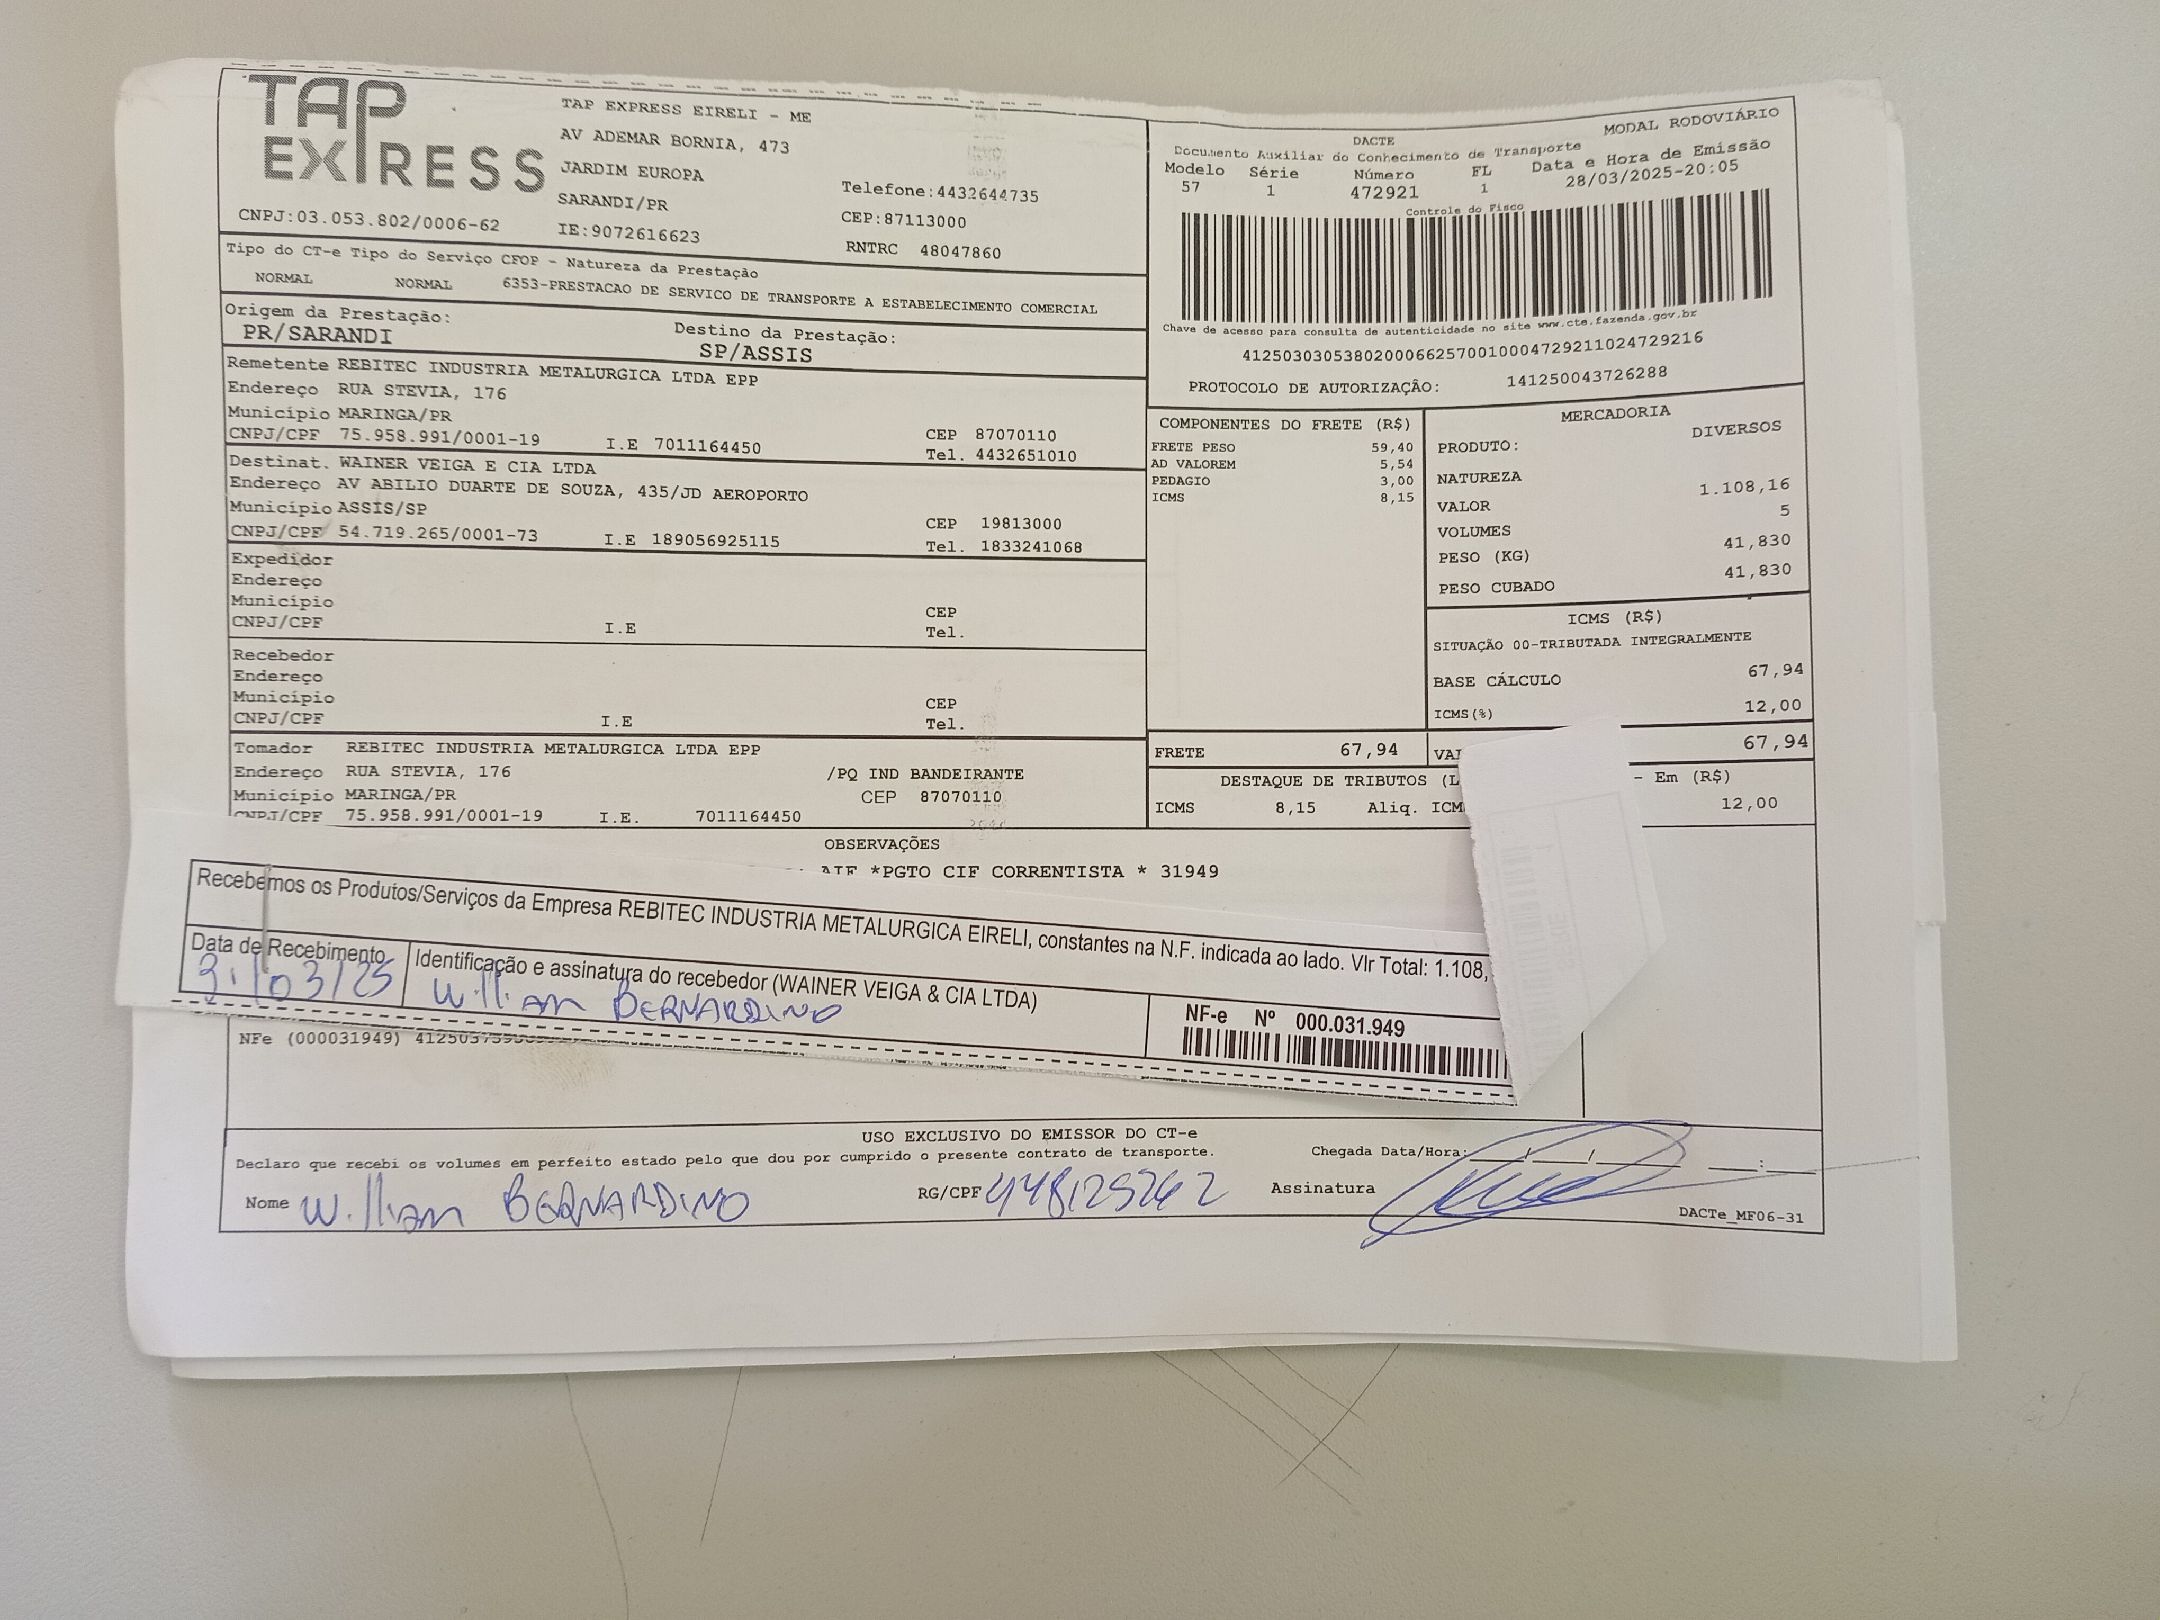 TAP EXPRESS
TAP EXPRESS EIRELI - ME
AV ADEMAR BORNIA, 473
JARDIM EUROPA
SARANDI/PR
IE:9072616623
Telefone:4432644735
CEP:87113000
RNTRC 48047860
CNPJ:03.053.802/0006-62
Tipo do CT-e Tipo do Serviço CFOP - Natureza da Prestação
NORMAL NORMAL 6353-PRESTACAO DE SERVICO DE TRANSPORTE A ESTABELECIMENTO COMERCIAL
Origem da Prestação: Destino da Prestação:
PR/SARANDI SP/ASSIS
Remetente REBITEC INDUSTRIA METALURGICA LTDA EPP
Endereço RUA STEVIA, 176
Município MARINGA/PR CEP 87070110
CNPJ/CPF 75.958.991/0001-19 I.E 7011164450 Tel. 4432651010
Destinat. WAINER VEIGA E CIA LTDA
Endereço AV ABILIO DUARTE DE SOUZA, 435/JD AEROPORTO
Município ASSIS/SP CEP 19813000
CNPJ/CPF 54.719.265/0001-73 I.E 189056925115 Tel. 1833241068
Expedidor
Endereço
Município CEP
CNPJ/CPF I.E Tel.
Recebedor
Endereço
Município CEP
CNPJ/CPF I.E Tel.
Tomador REBITEC INDUSTRIA METALURGICA LTDA EPP
Endereço RUA STEVIA, 176 /PQ IND BANDEIRANTE
Município MARINGA/PR CEP 87070110
CNPJ/CPF 75.958.991/0001-19 I.E. 7011164450
MODAL RODOVIÁRIO
DACTE
Documento Auxiliar do Conhecimento de Transporte
Modelo Série Número FL Data e Hora de Emissão
57 1 472921 1 28/03/2025-20:05
Controle do Fisco
Chave de acesso para consulta de autenticidade no site www.cte.fazenda.gov.br
41250303053802000662570010004729211024729216
PROTOCOLO DE AUTORIZAÇÃO: 141250043726288
COMPONENTES DO FRETE (R$)
FRETE PESO 59,40
AD VALOREM 5,54
PEDAGIO 3,00
ICMS 8,15
MERCADORIA
PRODUTO: DIVERSOS
NATUREZA
VALOR 1.108,16
VOLUMES 5
PESO (KG) 41,830
PESO CUBADO 41,830
ICMS (R$)
SITUAÇÃO 00-TRIBUTADA INTEGRALMENTE
BASE CÁLCULO 67,94
ICMS(%) 12,00
FRETE 67,94 67,94
DESTAQUE DE TRIBUTOS - Em (R$)
ICMS 8,15 Aliq. 12,00
OBSERVAÇÕES
*PGTO CIF CORRENTISTA * 31949
Recebemos os Produtos/Serviços da Empresa REBITEC INDUSTRIA METALURGICA EIRELI, constantes na N.F. indicada ao lado. Vlr Total: 1.108,
Data de Recebimento Identificação e assinatura do recebedor (WAINER VEIGA & CIA LTDA)
31/03/25 Willian BERNARDINO
NF-e Nº 000.031.949
NFe (000031949)
USO EXCLUSIVO DO EMISSOR DO CT-e
Declaro que recebi os volumes em perfeito estado pelo que dou por cumprido o presente contrato de transporte.
Chegada Data/Hora: / / :
Nome Willian BERNARDINO RG/CPF 448125262 Assinatura
DACTe_MF06-31